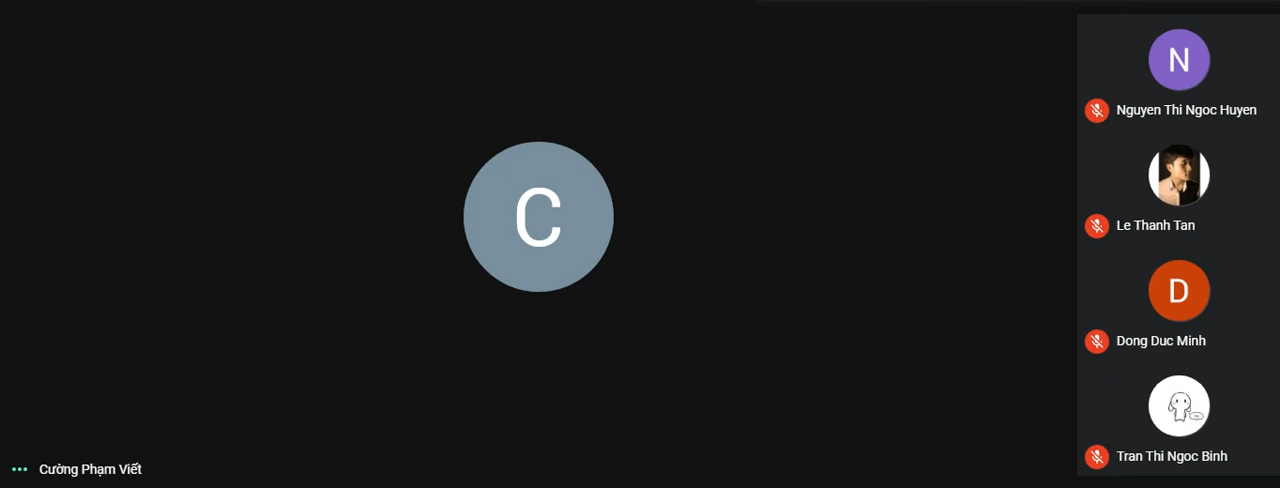 N
Nguyen Thi Ngoc Huyen
Le Thanh Tan
C
D
Dong Duc Minh
Tran Thi Ngoc Binh
Cường Phạm Viết